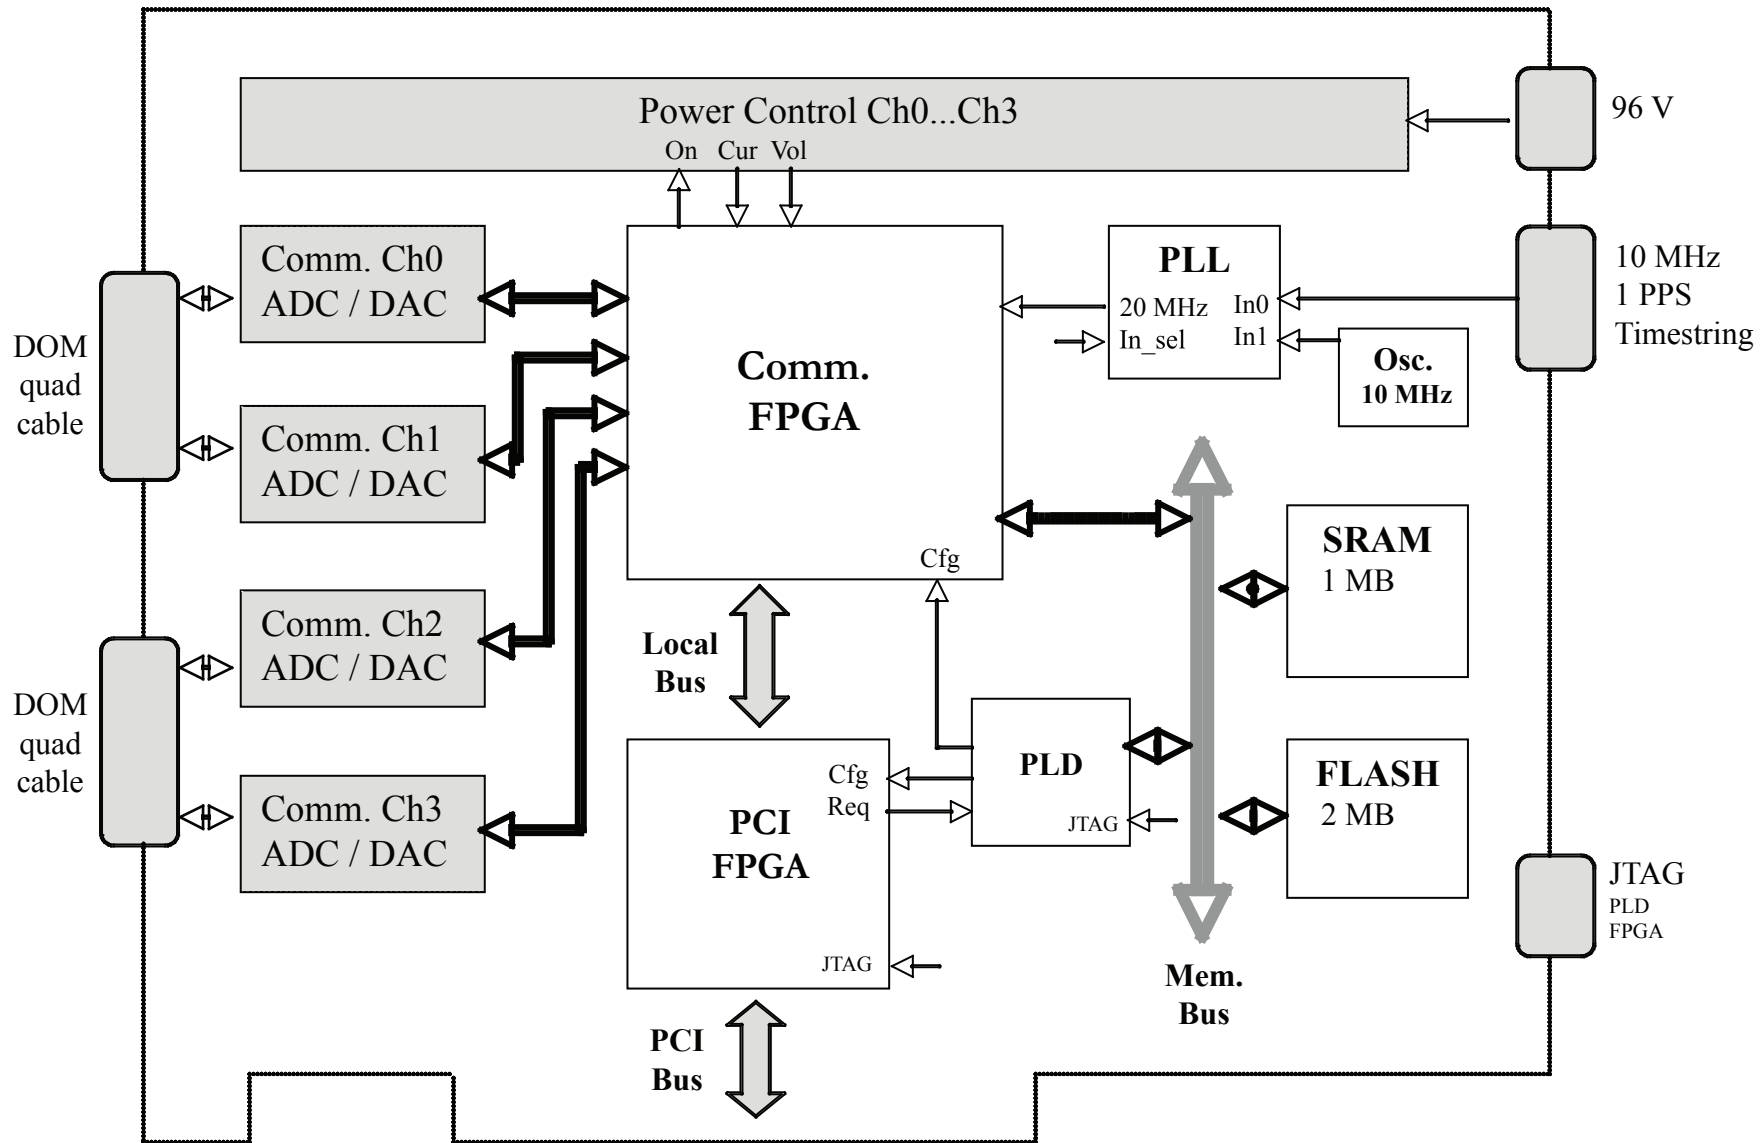 Power Control Ch0...Ch3
On Cur Vol
96 V
Comm. Ch0
ADC / DAC
DOM
quad
cable
Comm. Ch1
ADC / DAC
Comm.
FPGA
Cfg
PLL
20 MHz In0
In_sel In1
Osc.
10 MHz
10 MHz
1 PPS
Timestring
SRAM
1 MB
Comm. Ch2
ADC / DAC
DOM
quad
cable
Comm. Ch3
ADC / DAC
Local
Bus
Cfg
Req
PCI
FPGA
JTAG
PLD
JTAG
FLASH
2 MB
JTAG
PLD
FPGA
Mem.
Bus
PCI
Bus